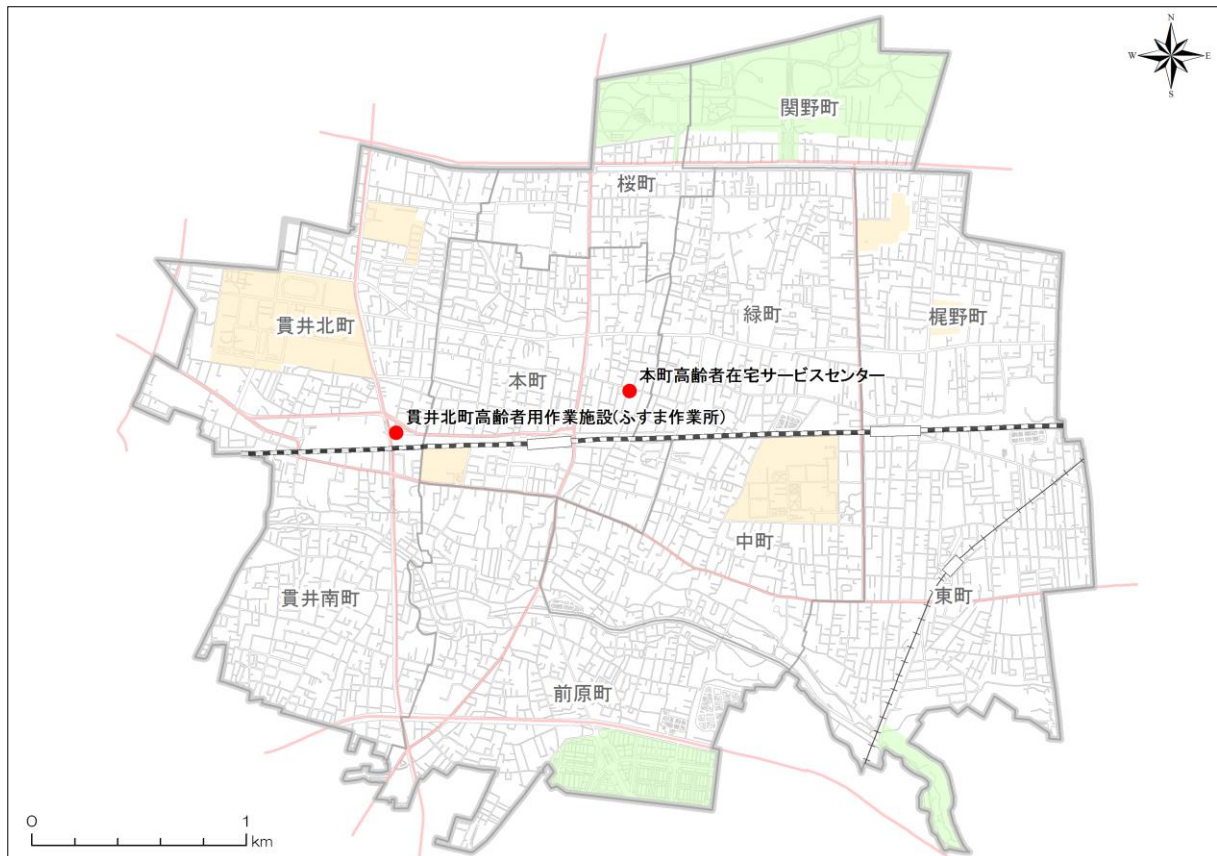 N
W
E
S
関野町
桜町
貫井北町
緑町
梶野町
本町
本町高齢者在宅サービスセンター
貫井北町高齢者用作業施設(ふすま作業所)
中町
貫井南町
東町
前原町
0 1
km